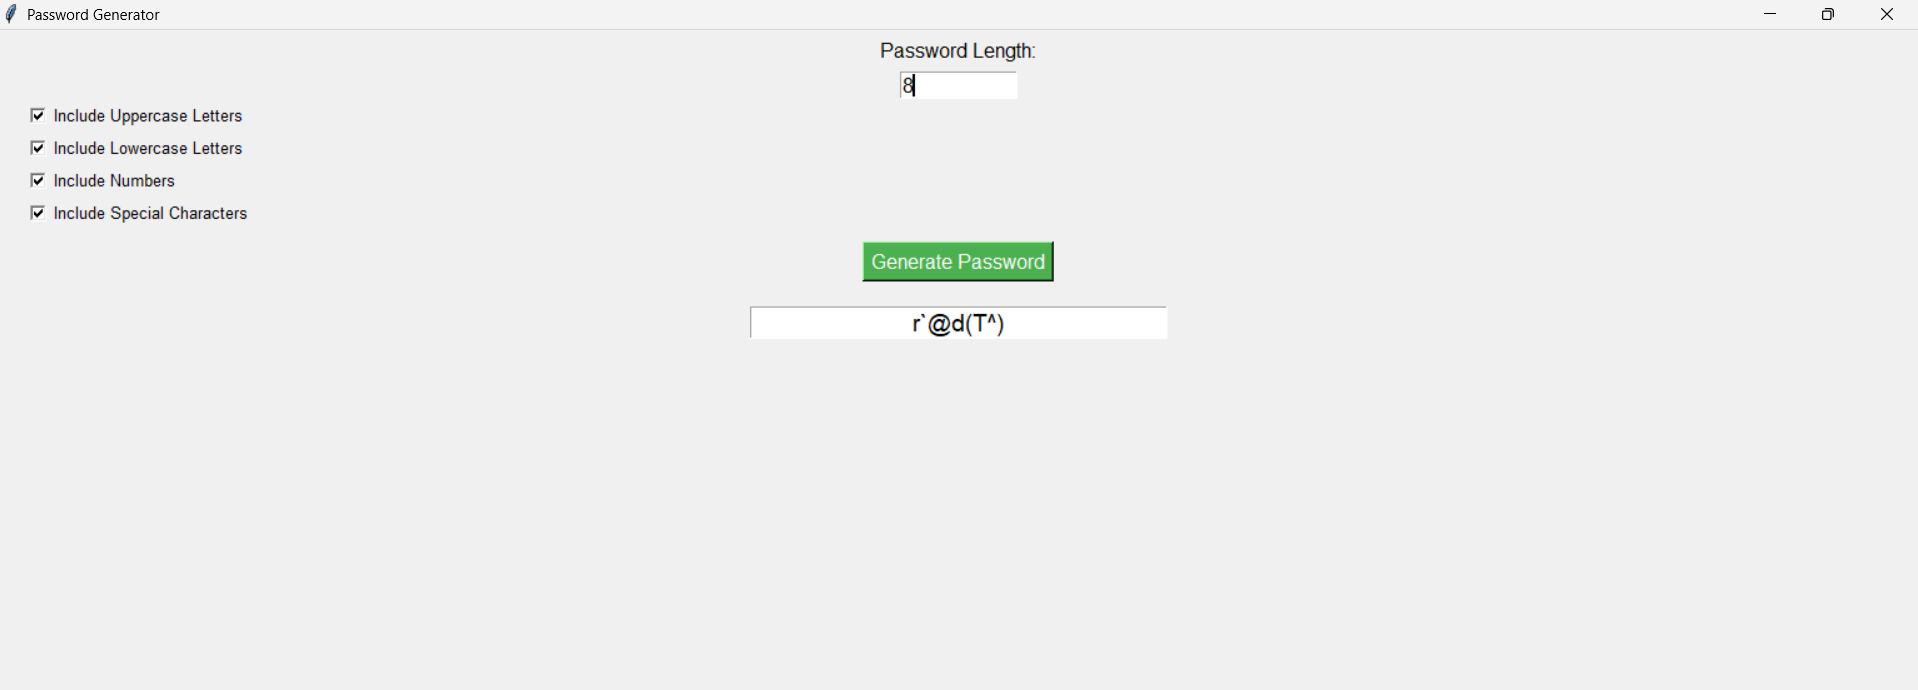 Password Generator
Password Length:
8
Include Uppercase Letters
Include Lowercase Letters
Include Numbers
Include Special Characters
Generate Password
r`@d(T^)